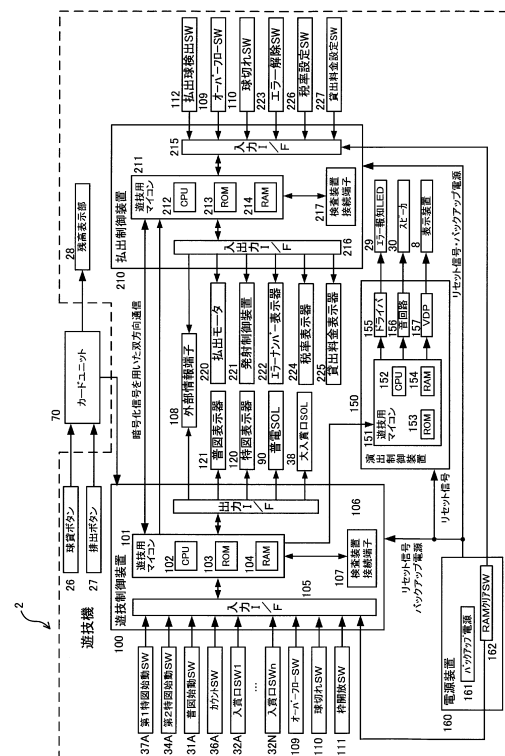 2
遊技機
26
球貸ボタン
27
排出ボタン
70
カードユニット
28
残高表示部
暗号化信号を用いた双方向通信
100
遊技制御装置
37A
第1特図始動SW
34A
第2特図始動SW
31A
普図始動SW
36A
カウントSW
32A
入賞口SW1
…
32N
入賞口SWn
109
オーバーフローSW
110
球切れSW
111
枠開放SW
105
入力I/F
101
遊技用マイコン
102
CPU
103
ROM
104
RAM
106
出力I/F
107
検査装置接続端子
108
外部情報端子
121
普図表示器
120
特図表示器
90
普電SOL
38
大入賞口SOL
210
払出制御装置
211
遊技用マイコン
212
CPU
213
ROM
214
RAM
215
入力I/F
216
入出力I/F
217
検査装置接続端子
112
払出球検出SW
109
オーバーフローSW
110
球切れSW
223
エラー解除SW
226
税率設定SW
227
貸出料金設定SW
220
払出モータ
221
発射制御装置
222
エラーナンバー表示器
224
税率表示器
225
貸出料金表示器
150
演出制御装置
151
遊技用マイコン
152
CPU
153
ROM
154
RAM
155
ドライバ
156
音回路
157
VDP
29
エラー報知LED
30
スピーカ
8
表示装置
リセット信号
リセット信号
バックアップ電源
リセット信号・バックアップ電源
160
電源装置
161
バックアップ電源
162
RAMクリアSW